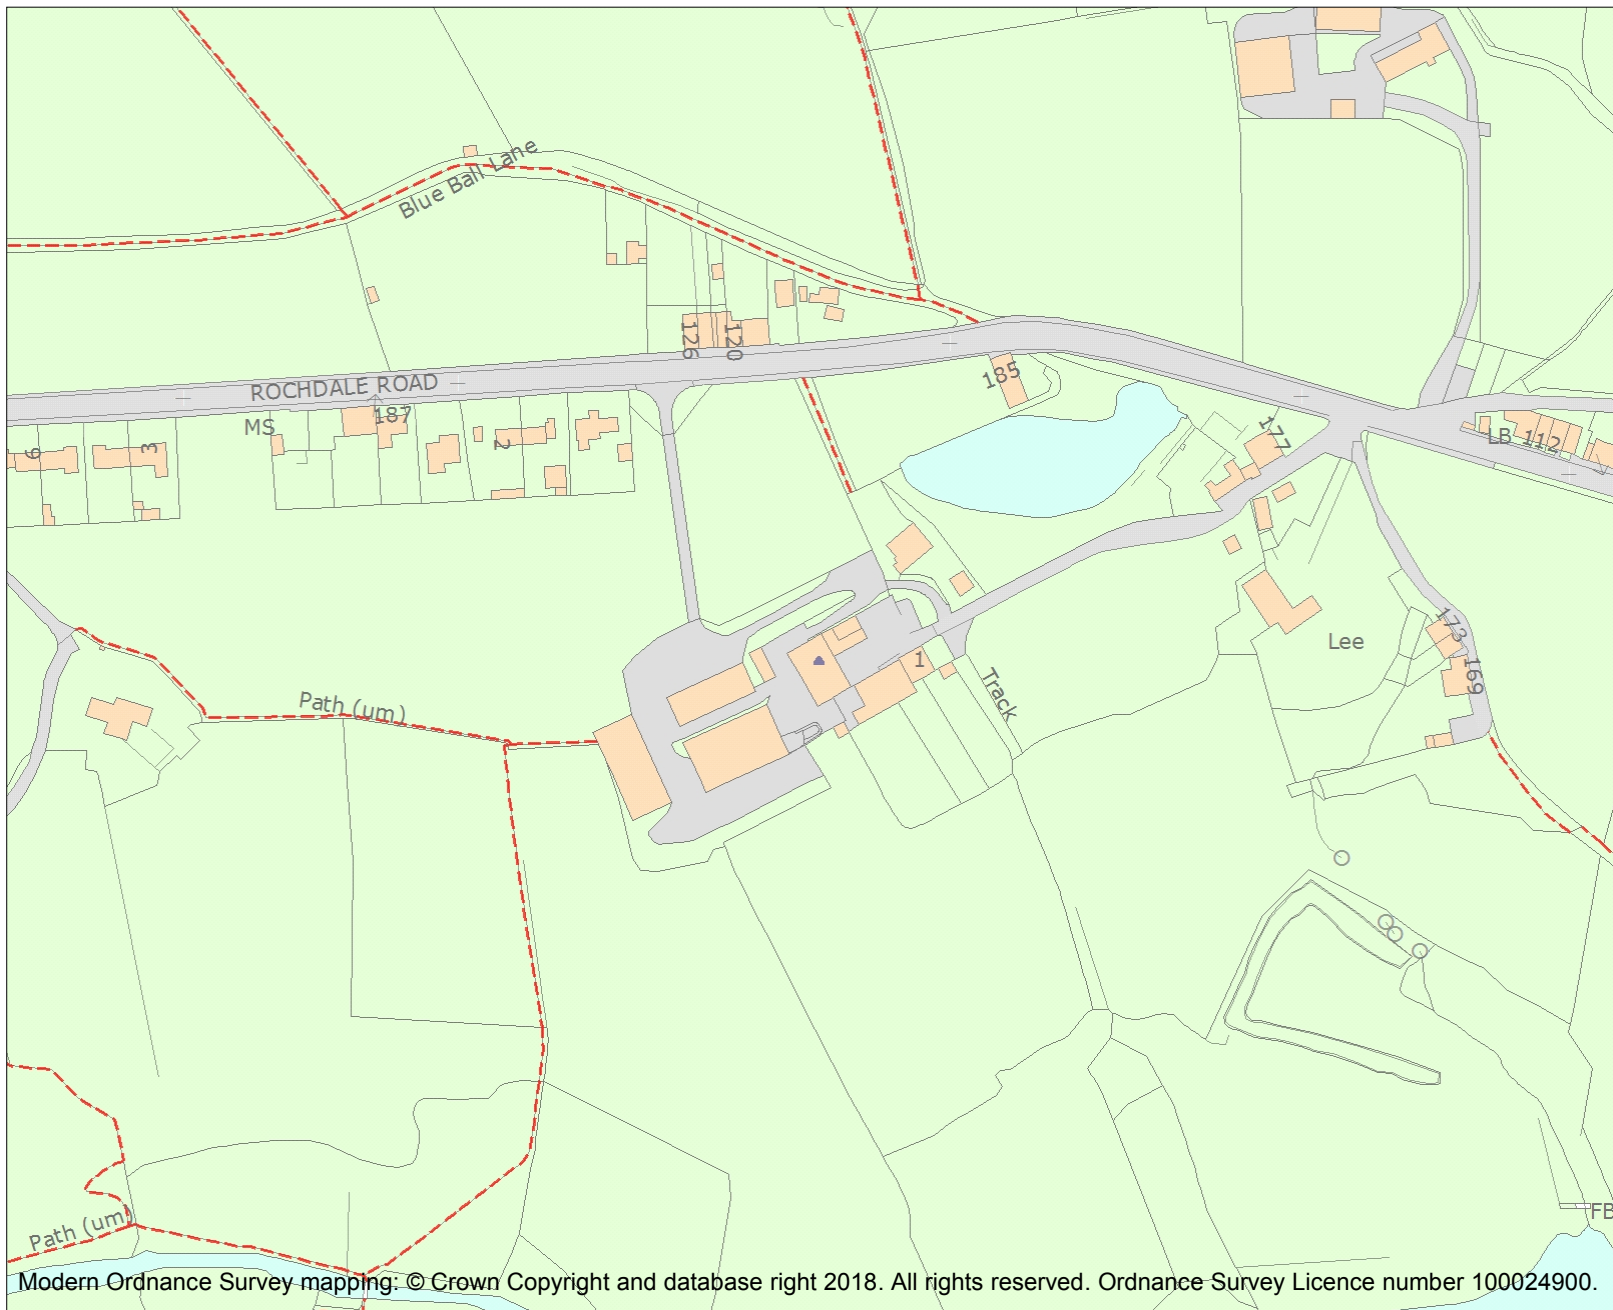 Blue Ball Lane
126
120
ROCHDALE ROAD
185
187
MS
177
LB
112
9
3
2
173
Lee
1
169
Track
Path (um)
Path (um)
FB
Modern Ordnance Survey mapping: © Crown Copyright and database right 2018. All rights reserved. Ordnance Survey Licence number 100024900.